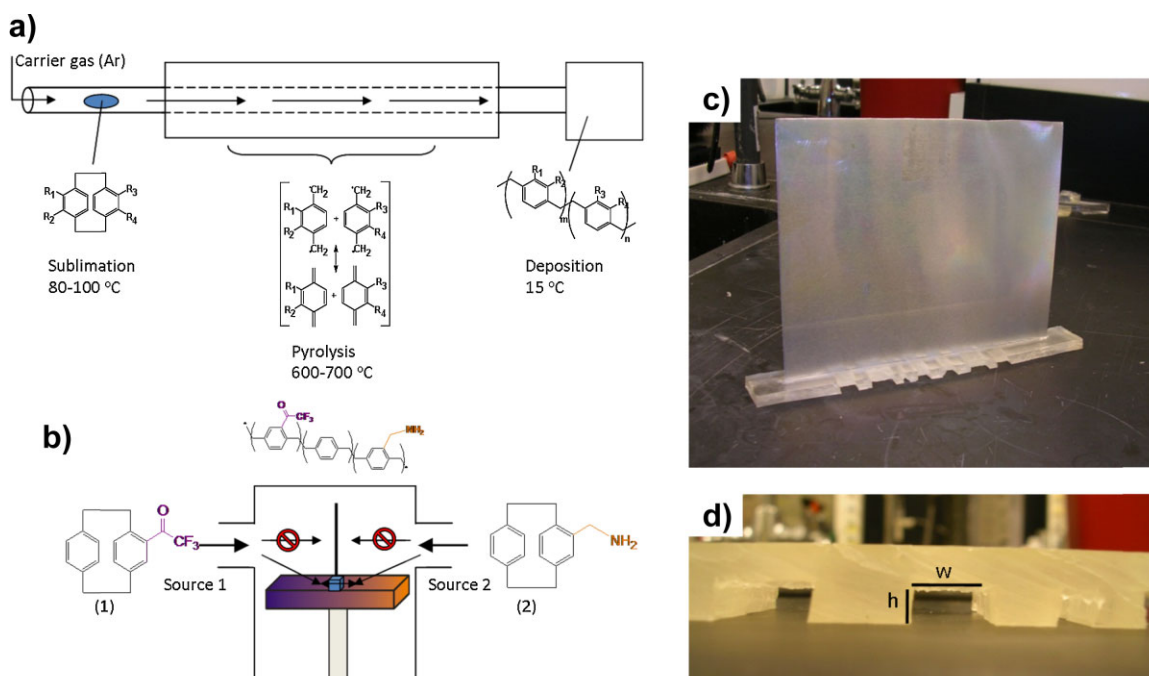 a)
Carrier gas (Ar)
R1
R2
R3
R4
Sublimation
80-100 °C
·CH2
·CH2
R1
R2
+
R3
R4
·CH2
·CH2
R1
R2
+
R3
R4
Pyrolysis
600-700 °C
R1
R2
m
R3
R4
n
Deposition
15 °C
b)
O
CF3
NH2
O
CF3
Source 1
(1)
Source 2
NH2
(2)
c)
d)
w
h